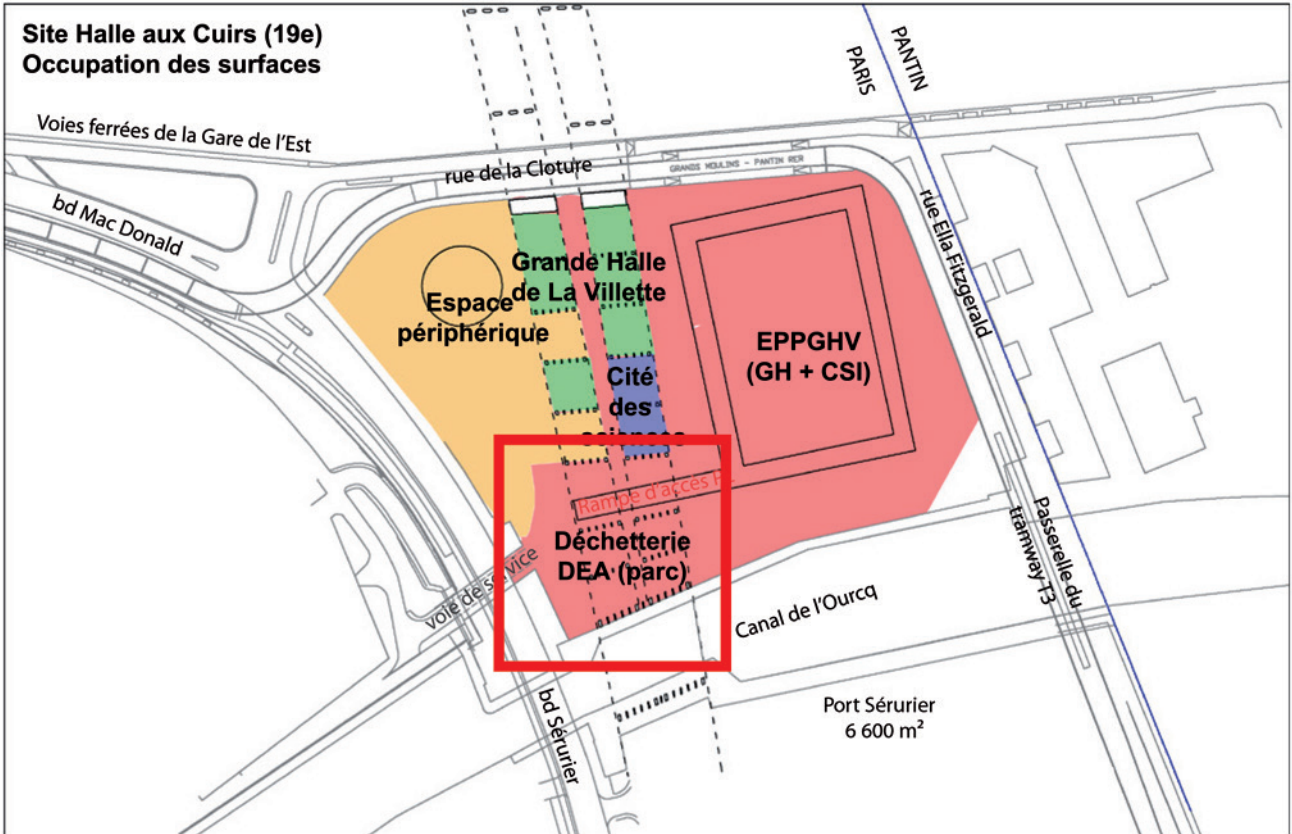 Site Halle aux Cuirs (19e)
Occupation des surfaces
PANTIN
PARIS
Voies ferrées de la Gare de l'Est
rue de la Cloture
GRANDS MOULINS - PANTIN RER
bd Mac Donald
rue Ella Fitzgerald
Grande Halle
de La Villette
Espace
périphérique
EPPGHV
(GH + CSI)
Cité
des
sciences
Rampe d'accès
Déchetterie
DEA (parc)
voie de service
Passerelle du
tramway T3
Canal de l'Ourcq
bd Sérurier
Port Sérurier
6 600 m²